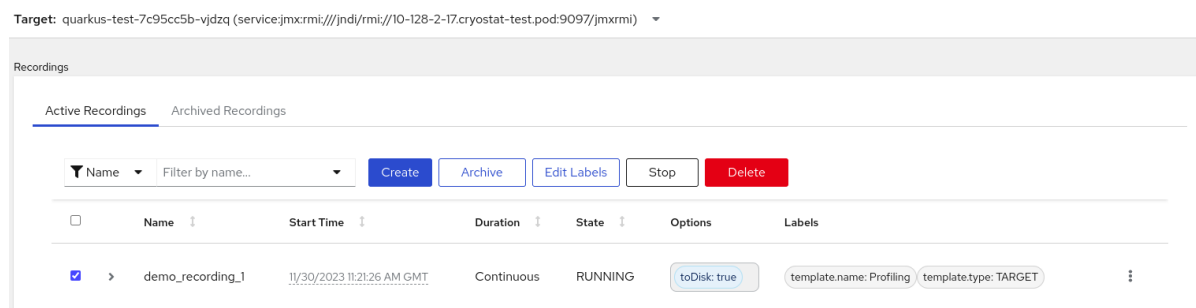 Target: quarkus-test-7c95cc5b-vjdzq (service:jmx:rmi:///jndi/rmi://10-128-2-17.cryostat-test.pod:9097/jmxrmi)
Recordings
Active Recordings Archived Recordings
Name Filter by name... Create Archive Edit Labels Stop Delete
Name Start Time Duration State Options Labels
demo_recording_1 11/30/2023 11:21:26 AM GMT Continuous RUNNING toDisk: true template.name: Profiling template.type: TARGET